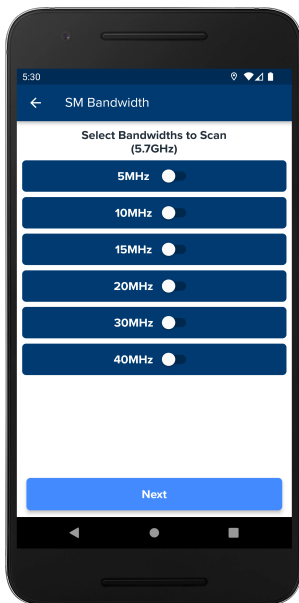 5:30
SM Bandwidth
Select Bandwidths to Scan
(5.7GHz)
5MHz
10MHz
15MHz
20MHz
30MHz
40MHz
Next